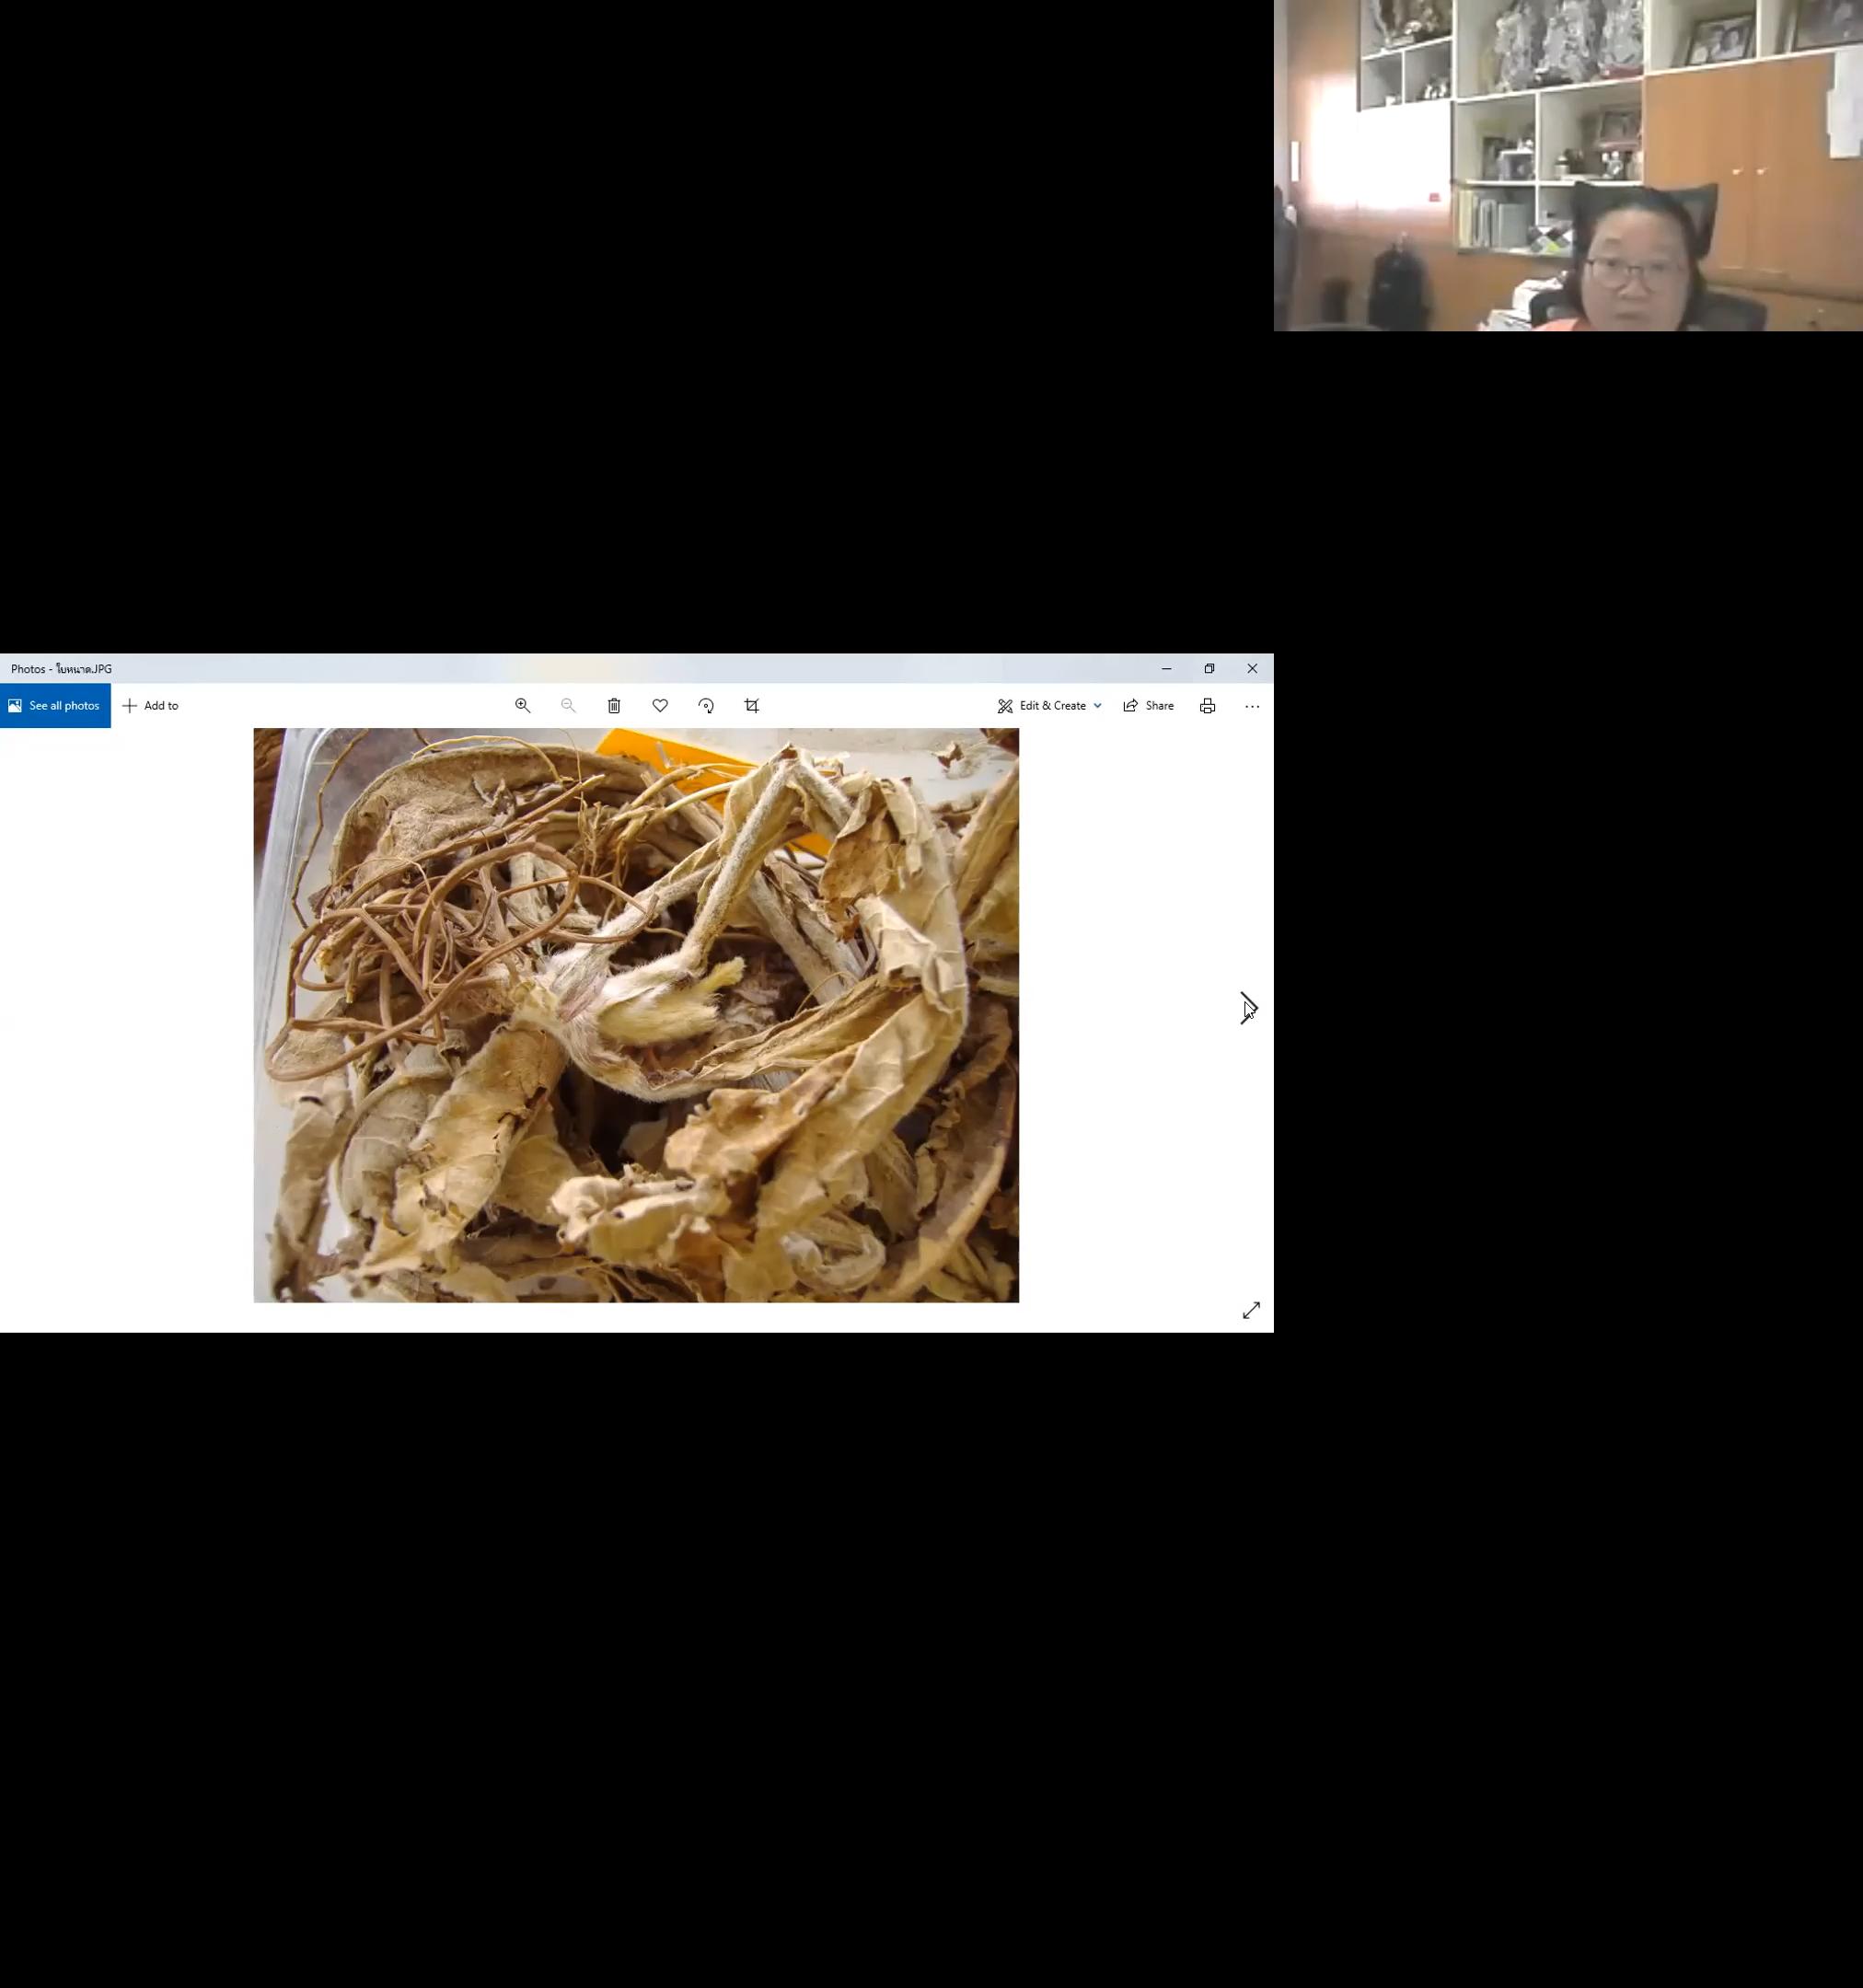 Photos - ใบหนาด.JPG
See all photos
Add to
Edit & Create
Share